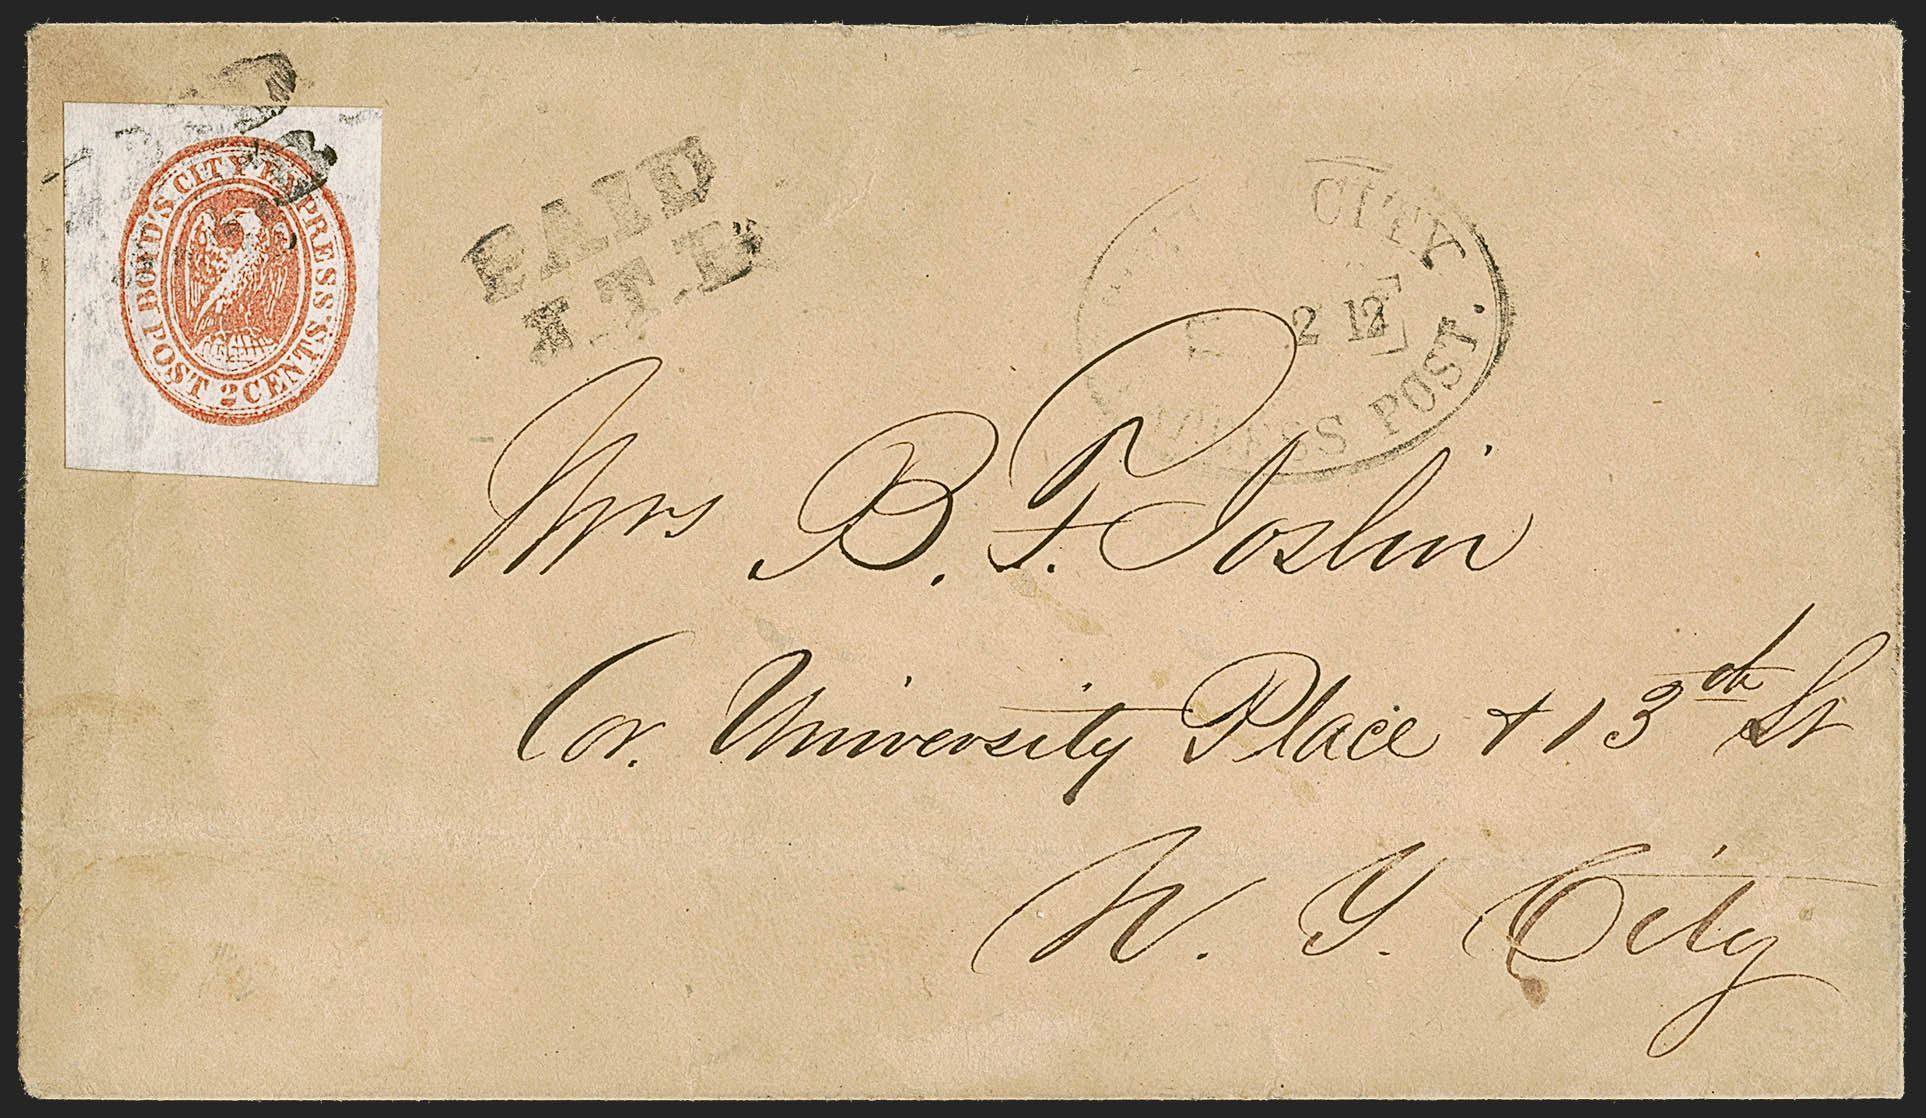 BOYD'S CITY EXPRESS'S'T
POST 2 CENTS
PAID
J.T.B.
CITY
2 12
EXPRESS POST.
Mrs B. F. Joslin
Cor. University Place + 13th St
N. Y. City